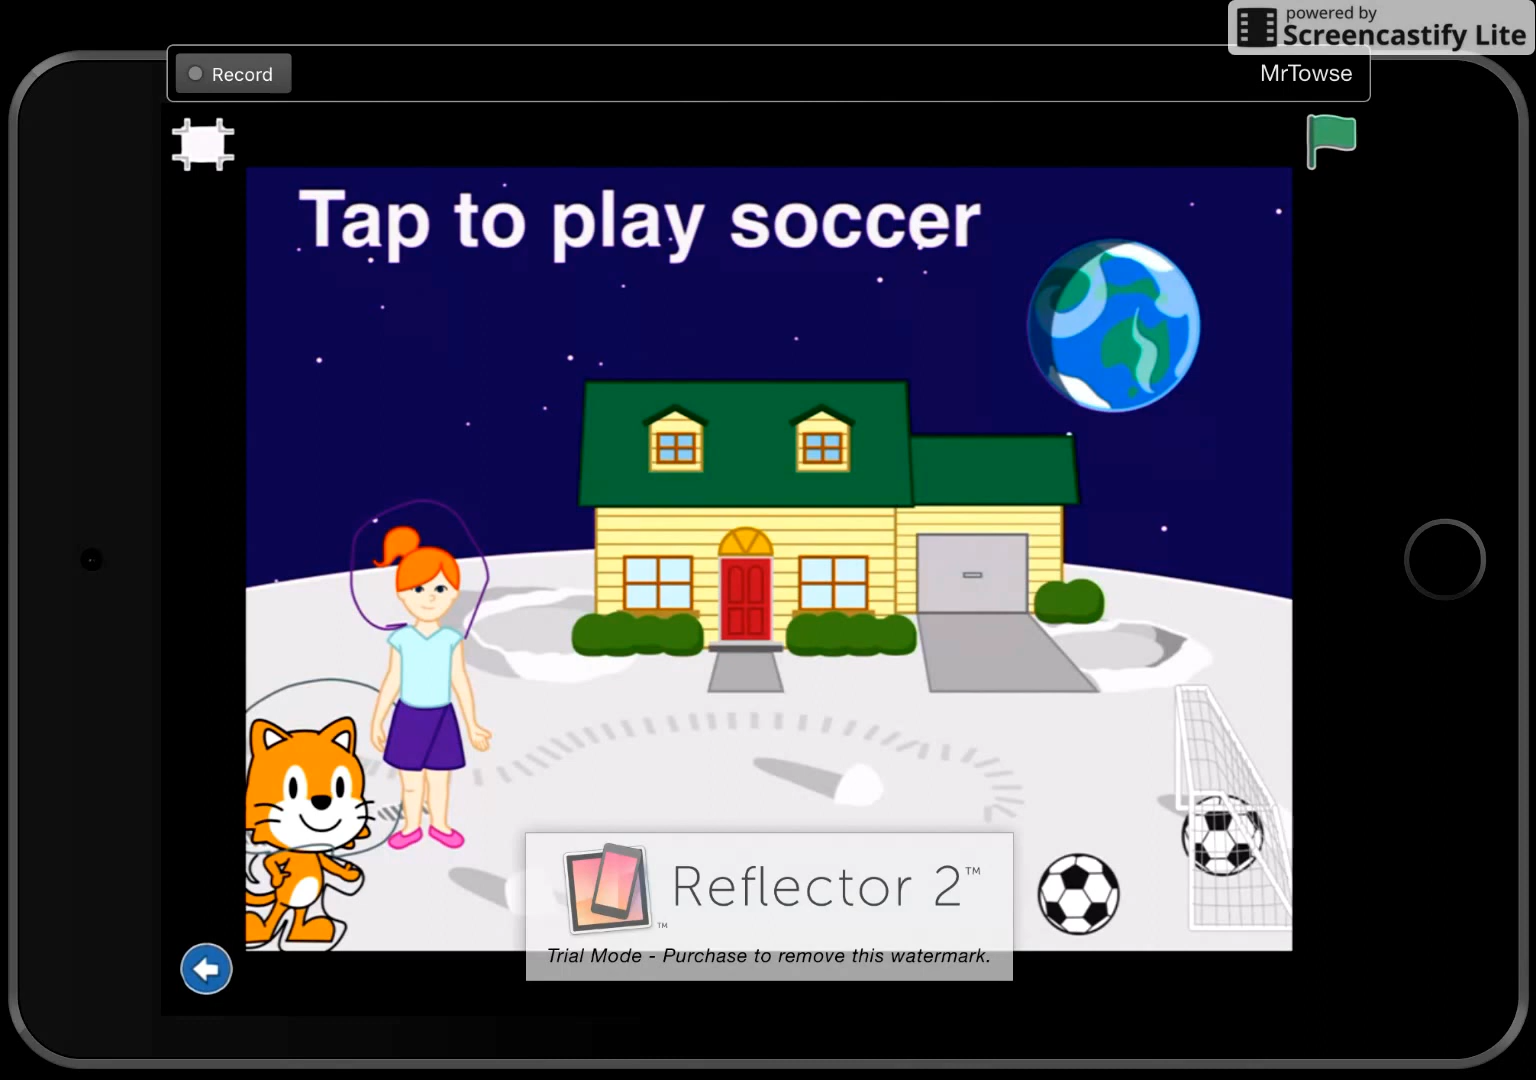 powered by
Screencastify Lite
Record
MrTowse
Tap to play soccer
Reflector 2™
™
Trial Mode - Purchase to remove this watermark.